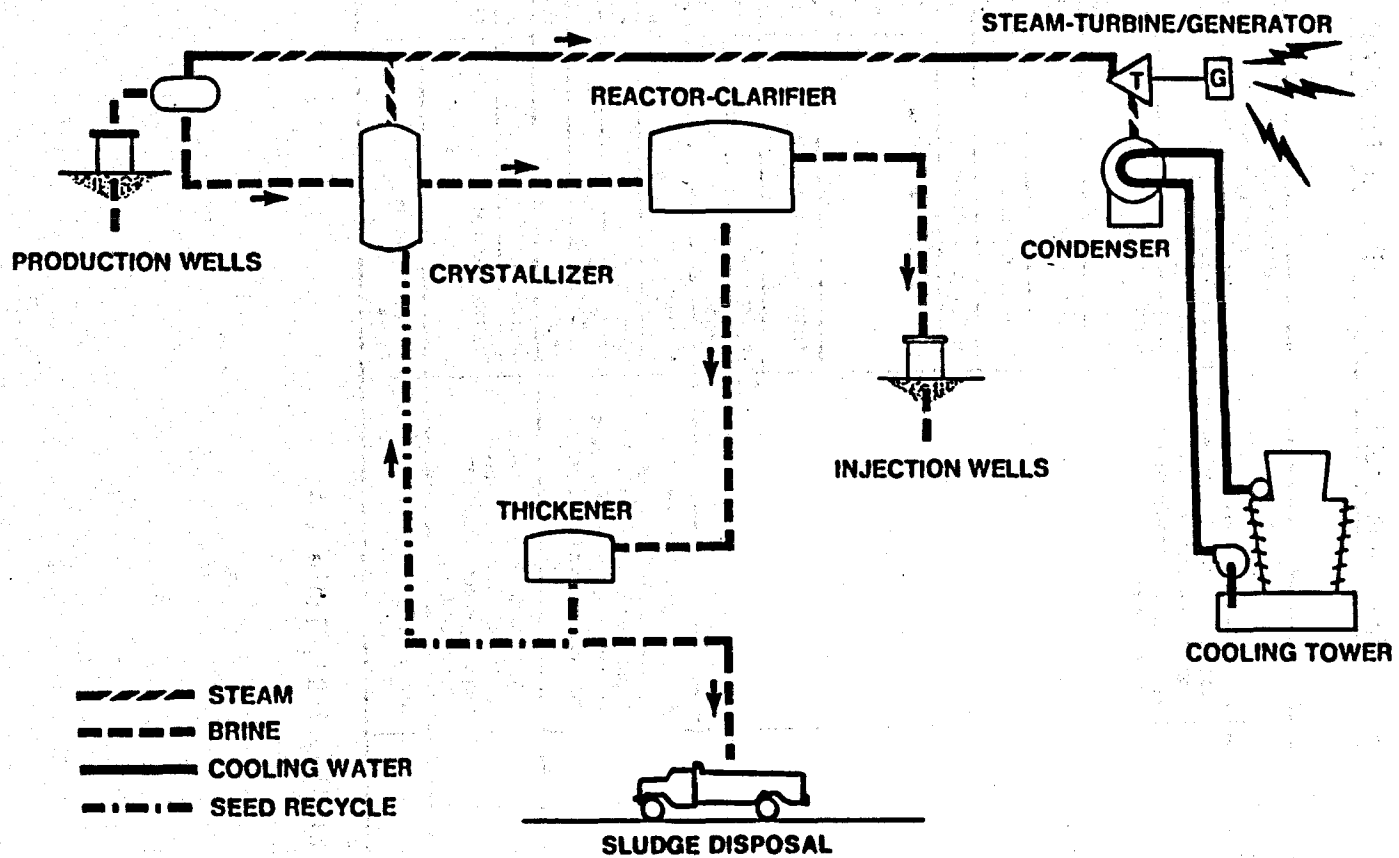 STEAM-TURBINE/GENERATOR
T
G
REACTOR-CLARIFIER
PRODUCTION WELLS
CRYSTALLIZER
CONDENSER
INJECTION WELLS
THICKENER
COOLING TOWER
STEAM
BRINE
COOLING WATER
SEED RECYCLE
SLUDGE DISPOSAL